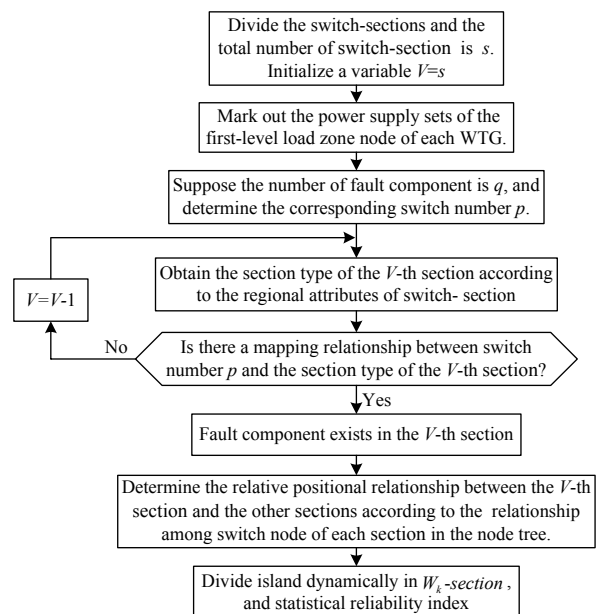 Divide the switch-sections and the
total number of switch-section is s.
Initialize a variable V=s
Mark out the power supply sets of the
first-level load zone node of each WTG.
Suppose the number of fault component is q, and
determine the corresponding switch number p.
Obtain the section type of the V-th section according
to the regional attributes of switch- section
V=V-1
No
Is there a mapping relationship between switch
number p and the section type of the V-th section?
Yes
Fault component exists in the V-th section
Determine the relative positional relationship between the V-th
section and the other sections according to the relationship
among switch node of each section in the node tree.
Divide island dynamically in Wk-section ,
and statistical reliability index